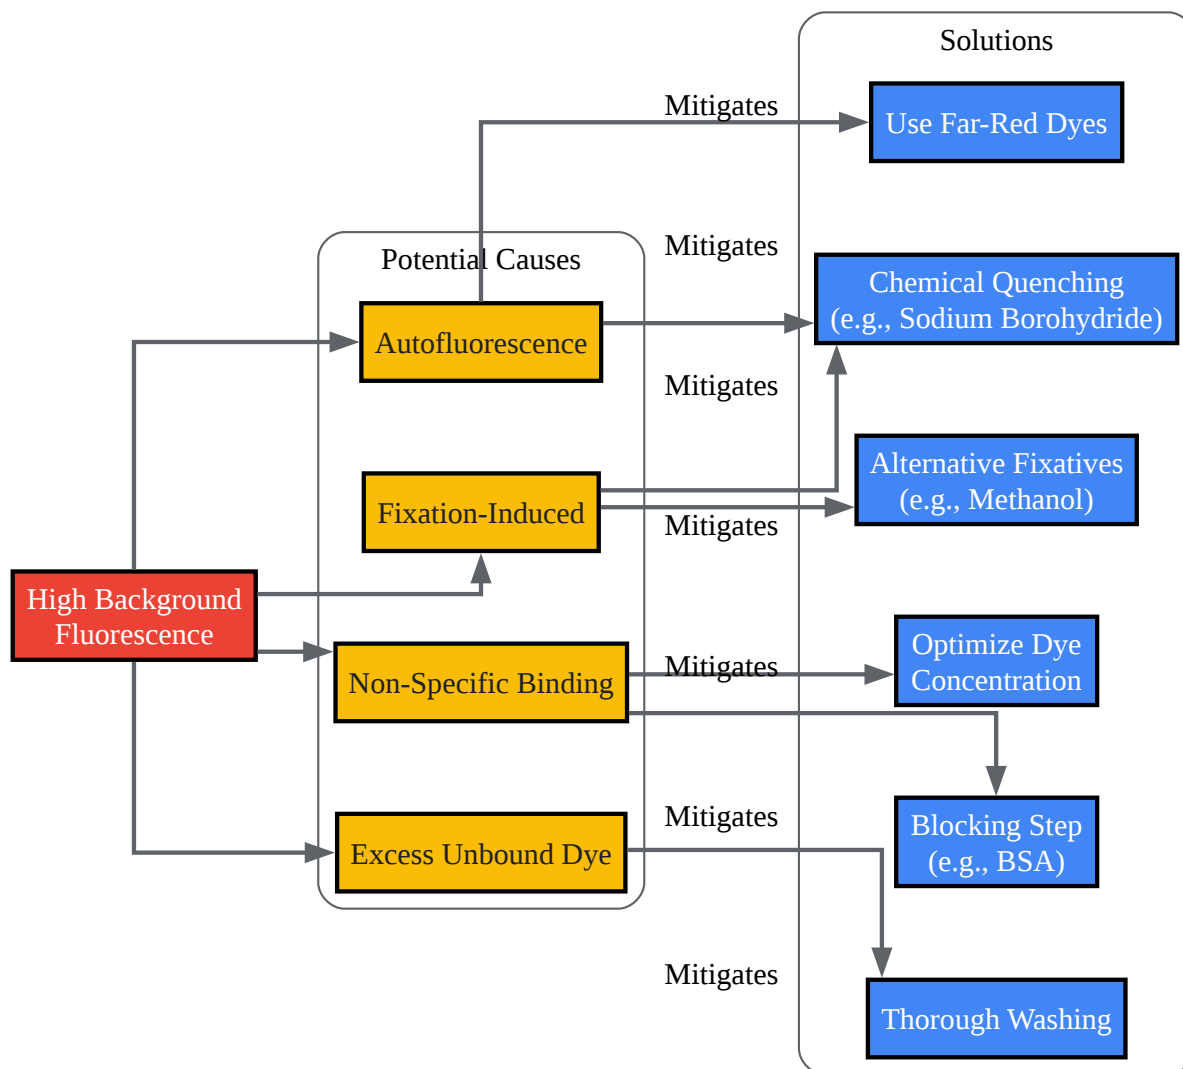 Solutions
Mitigates
Use Far-Red Dyes
Mitigates
Potential Causes
Chemical Quenching
(e.g., Sodium Borohydride)
Autofluorescence
Mitigates
Alternative Fixatives
(e.g., Methanol)
Fixation-Induced
Mitigates
High Background
Fluorescence
Optimize Dye
Concentration
Mitigates
Non-Specific Binding
Mitigates
Blocking Step
(e.g., BSA)
Excess Unbound Dye
Mitigates
Thorough Washing